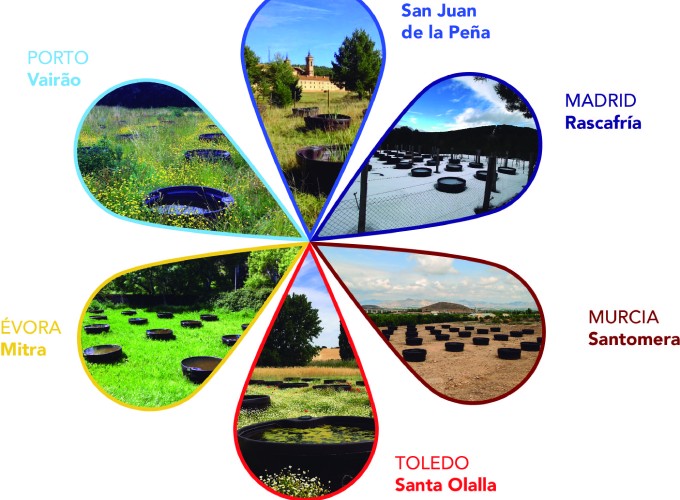 San Juan
de la Peña
PORTO
Vairão
MADRID
Rascafría
ÉVORA
Mitra
MURCIA
Santomera
TOLEDO
Santa Olalla